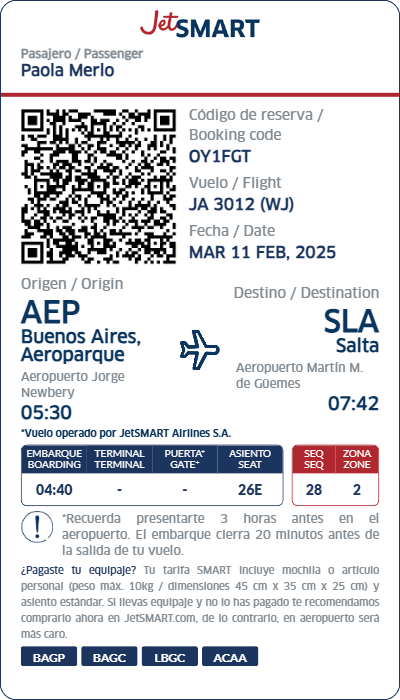 JetSMART
Pasajero / Passenger
Paola Merlo
Código de reserva /
Booking code
OY1FGT
Vuelo / Flight
JA 3012 (WJ)
Fecha / Date
MAR 11 FEB, 2025
Origen / Origin
AEP
Buenos Aires,
Aeroparque
Aeropuerto Jorge
Newbery
05:30
Destino / Destination
SLA
Salta
Aeropuerto Martín M.
de Güemes
07:42
*Vuelo operado por JetSMART Airlines S.A.
EMBARQUE TERMINAL PUERTA* ASIENTO SEQ ZONA
BOARDING TERMINAL GATE* SEAT SEQ ZONE
04:40 - - 26E 28 2
*Recuerda presentarte 3 horas antes en el
aeropuerto. El embarque cierra 20 minutos antes de
la salida de tu vuelo.
¿Pagaste tu equipaje? Tu tarifa SMART incluye mochila o artículo
personal (peso máx. 10kg / dimensiones 45 cm x 35 cm x 25 cm) y
asiento estándar. Si llevas equipaje y no lo has pagado te recomendamos
comprarlo ahora en JetSMART.com, de lo contrario, en aeropuerto será
más caro.
BAGP BAGC LBGC ACAA